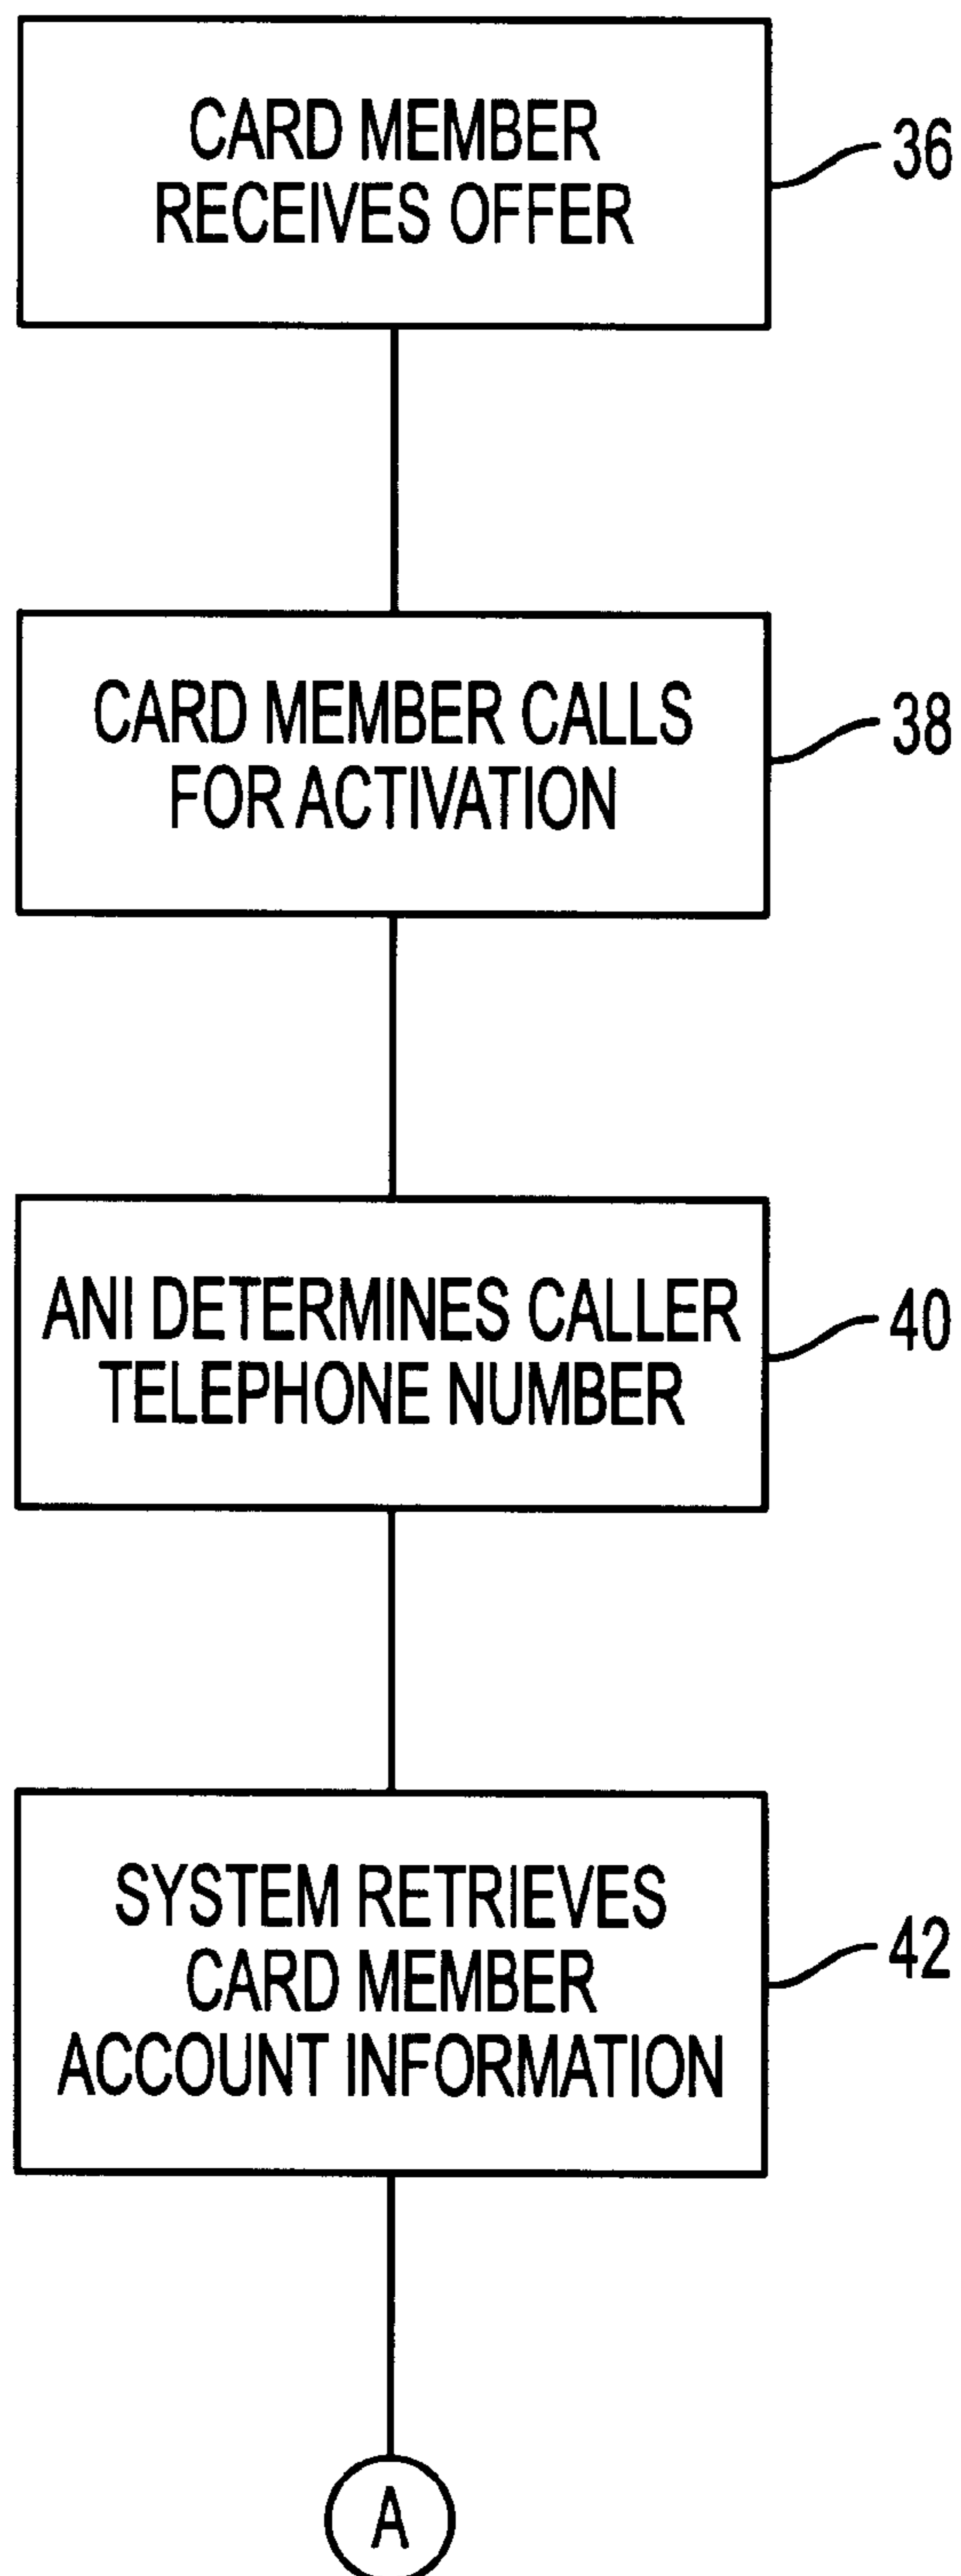 CARD MEMBER
RECEIVES OFFER
36
CARD MEMBER CALLS
FOR ACTIVATION
38
ANI DETERMINES CALLER
TELEPHONE NUMBER
40
SYSTEM RETRIEVES
CARD MEMBER
ACCOUNT INFORMATION
42
A